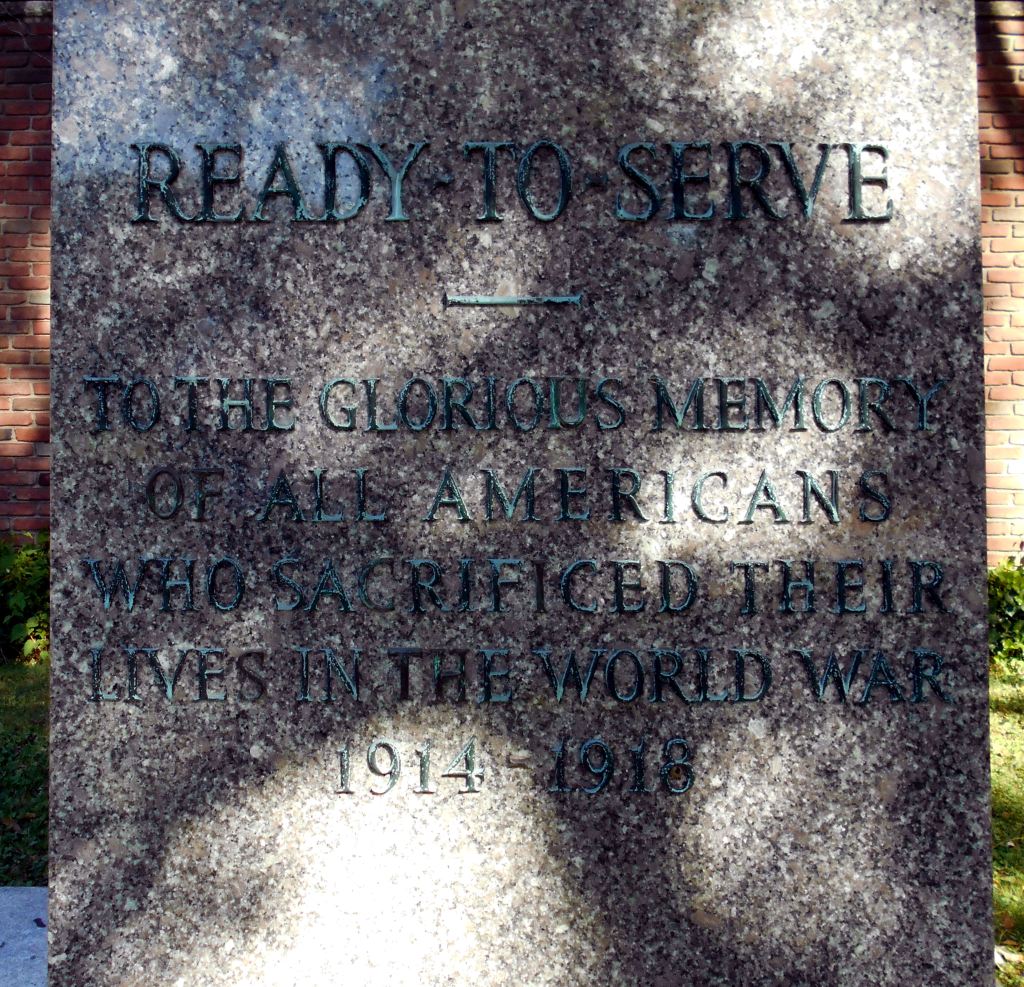 READY-TO-SERVE
TO THE GLORIOUS MEMORY
OF ALL AMERICANS
WHO SACRIFICED THEIR
LIVES IN THE WORLD WAR
1914-1918